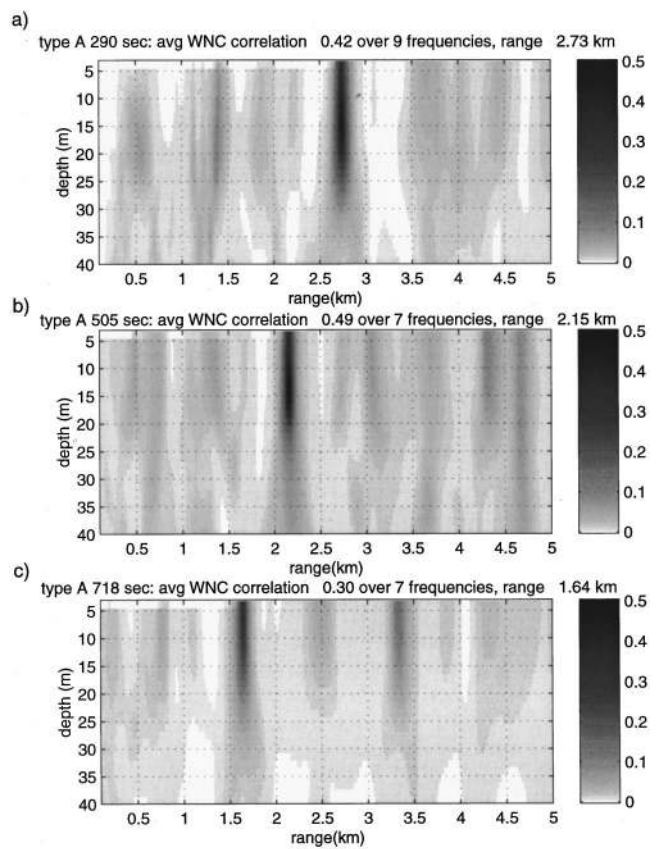 a)
type A 290 sec: avg WNC correlation 0.42 over 9 frequencies, range 2.73 km
5
10
15
20
25
30
35
40
depth (m)
0.5 1 1.5 2 2.5 3 3.5 4 4.5 5
range(km)
0.5
0.4
0.3
0.2
0.1
0
b)
type A 505 sec: avg WNC correlation 0.49 over 7 frequencies, range 2.15 km
5
10
15
20
25
30
35
40
depth (m)
0.5 1 1.5 2 2.5 3 3.5 4 4.5 5
range(km)
0.5
0.4
0.3
0.2
0.1
0
c)
type A 718 sec: avg WNC correlation 0.30 over 7 frequencies, range 1.64 km
5
10
15
20
25
30
35
40
depth (m)
0.5 1 1.5 2 2.5 3 3.5 4 4.5 5
range(km)
0.5
0.4
0.3
0.2
0.1
0